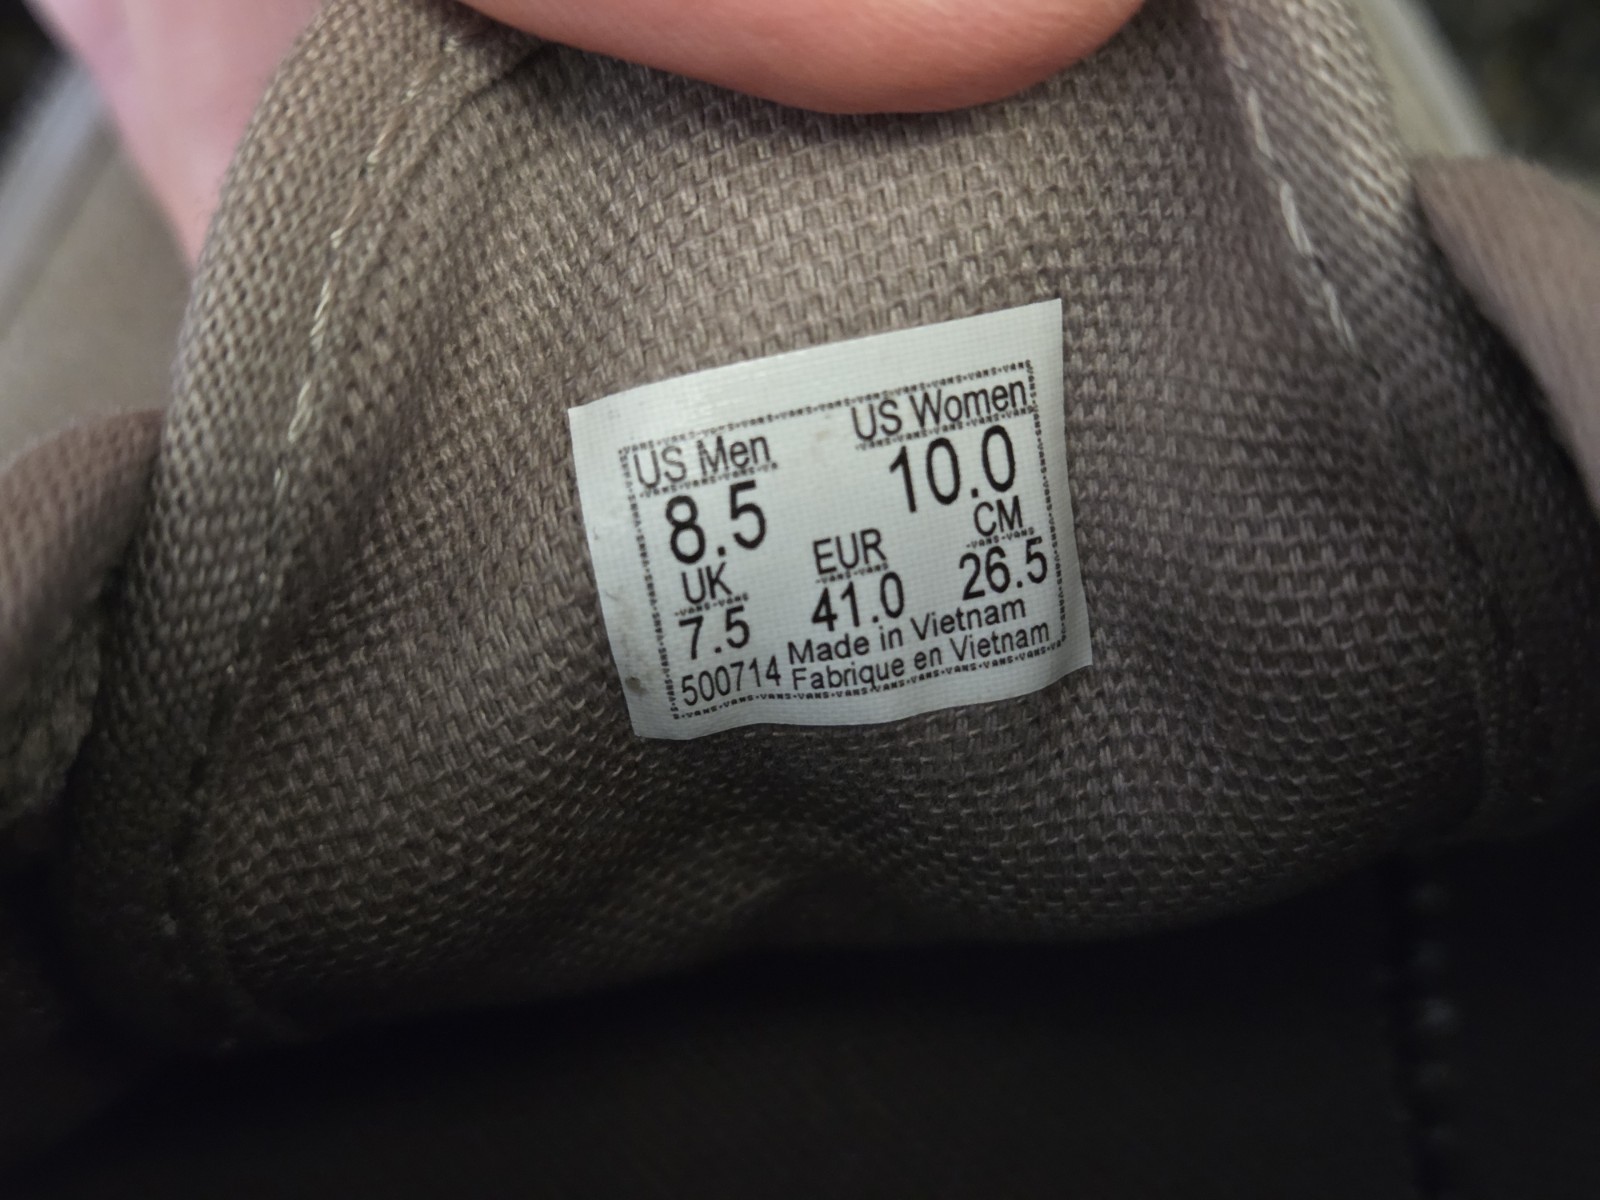 US Men US Women
8.5 10.0
UK EUR CM
7.5 41.0 26.5
500714 Made in Vietnam
Fabrique en Vietnam